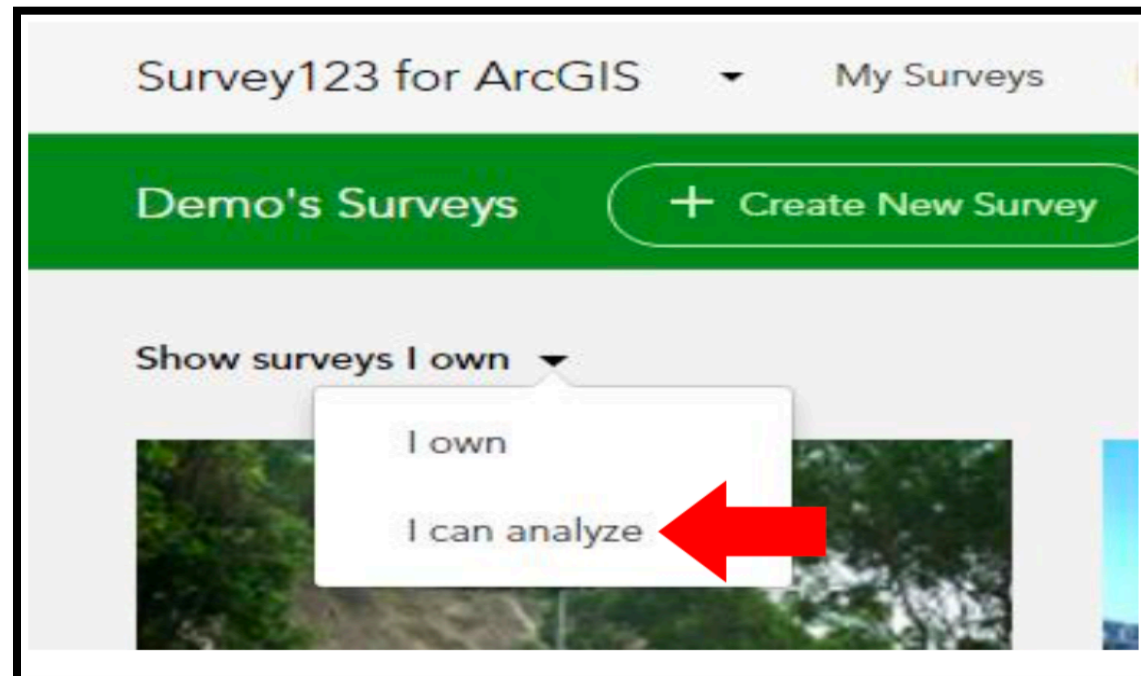 Survey123 for ArcGIS My Surveys
Demo's Surveys + Create New Survey
Show surveys I own
I own
I can analyze